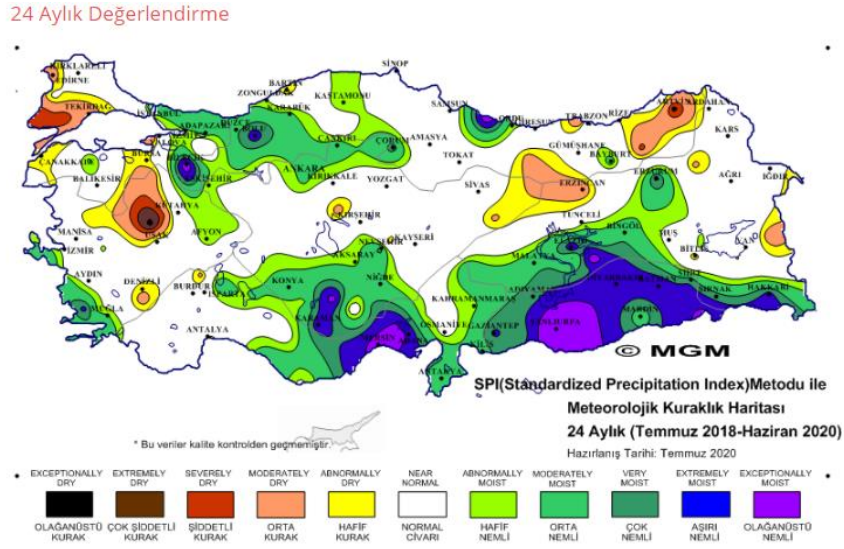 24 Aylık Değerlendirme
SİNOP
KIRKLARELİ
EDİRNE
BARTIN
ZONGULDAK
KASTAMONU
TEKİRDAĞ
KARABÜK
SAMSUN
İSTANBUL
DÜZCE
ORDU
GİRESUN
TRABZON
RİZE
ARTVİN
ARDAHAN
ADAPAZARI
BOLU
YALOVA
ÇANKIRI
ÇORUM
AMASYA
KARS
GÜMÜŞHANE
BAYBURT
ÇANAKKALE
BURSA
BİLECİK
TOKAT
BALIKESİR
ESKİŞEHİR
ANKARA
KIRIKKALE
YOZGAT
SİVAS
ERZİNCAN
ERZURUM
AĞRI
IĞDIR
KÜTAHYA
KIRŞEHİR
TUNCELİ
MANİSA
UŞAK
AFYON
İZMİR
NEVŞEHİR
KAYSERİ
ELAZIĞ
BİNGÖL
MUŞ
BİTLİS
VAN
AKSARAY
MALATYA
AYDIN
DENİZLİ
BURDUR
ISPARTA
KONYA
NİĞDE
DİYARBAKIR
BATMAN
SİİRT
ŞIRNAK
HAKKARİ
KAHRAMANMARAŞ
ADIYAMAN
MUĞLA
ANTALYA
KARAMAN
MERSİN
ADANA
OSMANİYE
GAZİANTEP
ŞANLIURFA
MARDİN
KİLİS
ANTAKYA
© MGM
SPI(Standardized Precipitation Index)Metodu ile
Meteorolojik Kuraklık Haritası
24 Aylık (Temmuz 2018-Haziran 2020)
* Bu veriler kalite kontrolden geçmemiştir.
Hazırlanış Tarihi: Temmuz 2020
EXCEPTIONALLY DRY
EXTREMELY DRY
SEVERELY DRY
MODERATELY DRY
ABNORMALLY DRY
NEAR NORMAL
ABNORMALLY MOIST
MODERATELY MOIST
VERY MOIST
EXTREMELY MOIST
EXCEPTIONALLY MOIST
OLAĞANÜSTÜ KURAK
ÇOK ŞİDDETLİ KURAK
ŞİDDETLİ KURAK
ORTA KURAK
HAFİF KURAK
NORMAL CİVARI
HAFİF NEMLİ
ORTA NEMLİ
ÇOK NEMLİ
AŞIRI NEMLİ
OLAĞANÜSTÜ NEMLİ